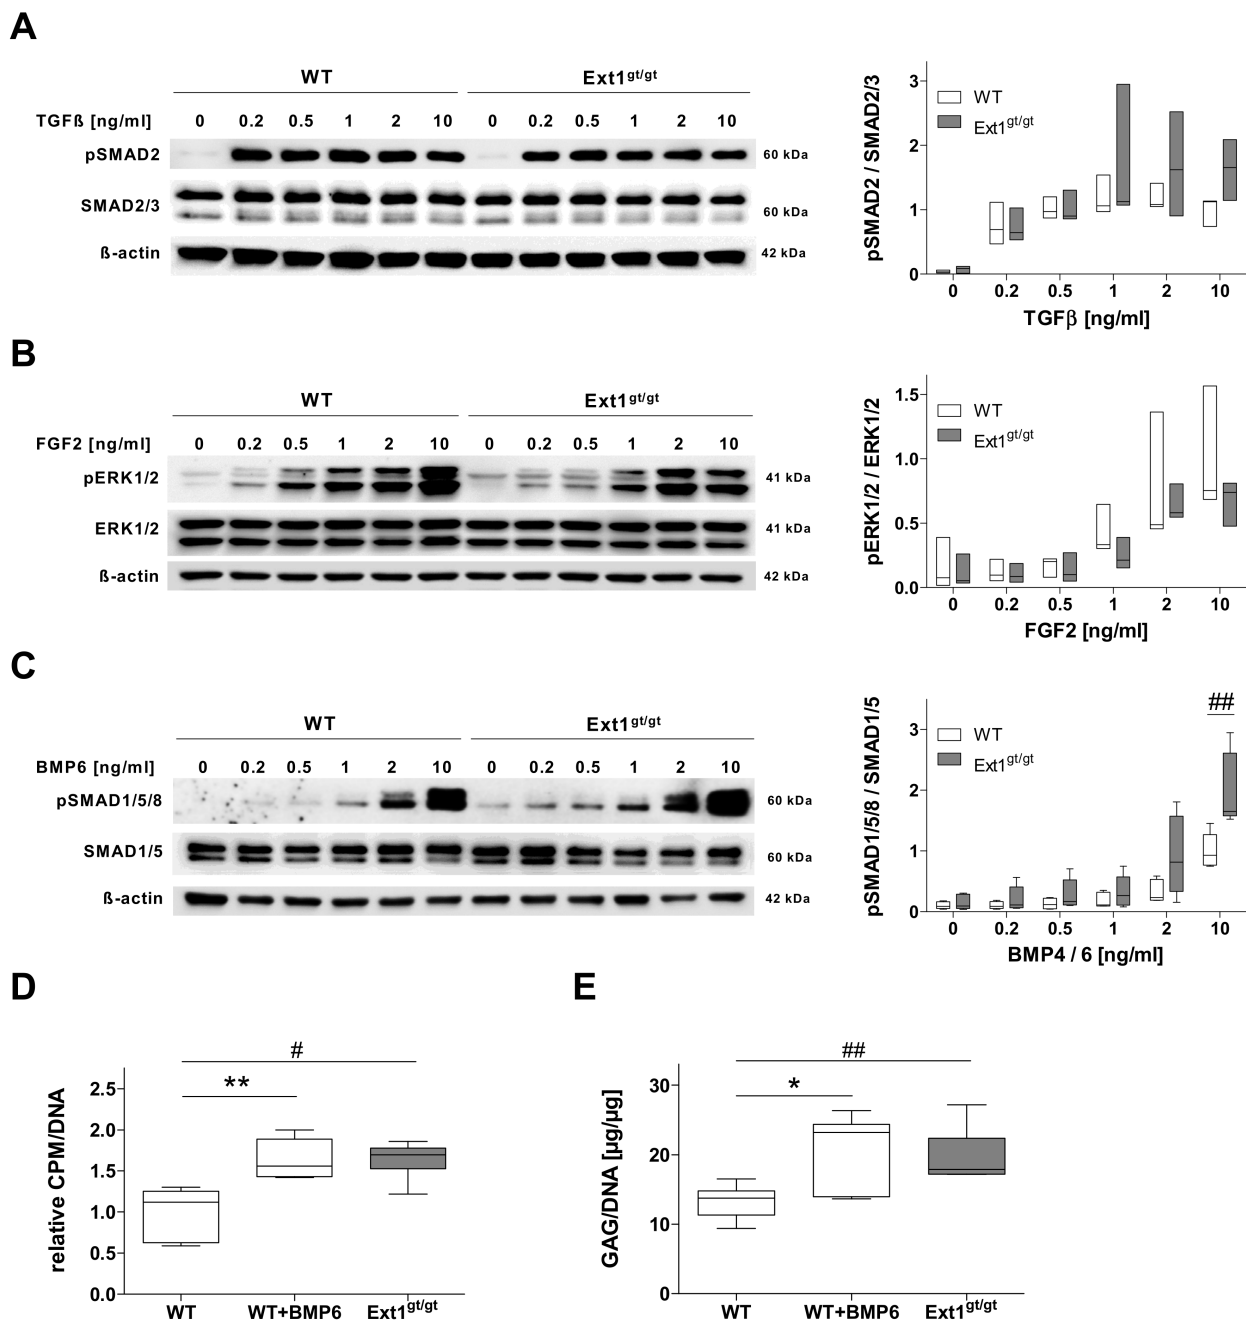 A
WT Ext1gt/gt
TGFß [ng/ml] 0 0.2 0.5 1 2 10 0 0.2 0.5 1 2 10
pSMAD2 60 kDa
SMAD2/3 60 kDa
ß-actin 42 kDa
pSMAD2 / SMAD2/3
3
2
1
0
WT
Ext1gt/gt
0 0.2 0.5 1 2 10
TGFβ [ng/ml]
B
WT Ext1gt/gt
FGF2 [ng/ml] 0 0.2 0.5 1 2 10 0 0.2 0.5 1 2 10
pERK1/2 41 kDa
ERK1/2 41 kDa
ß-actin 42 kDa
pERK1/2 / ERK1/2
1.5
1.0
0.5
0.0
WT
Ext1gt/gt
0 0.2 0.5 1 2 10
FGF2 [ng/ml]
C
WT Ext1gt/gt
BMP6 [ng/ml] 0 0.2 0.5 1 2 10 0 0.2 0.5 1 2 10
pSMAD1/5/8 60 kDa
SMAD1/5 60 kDa
ß-actin 42 kDa
pSMAD1/5/8 / SMAD1/5
3
2
1
0
WT
Ext1gt/gt
##
0 0.2 0.5 1 2 10
BMP4 / 6 [ng/ml]
D
relative CPM/DNA
2.5
2.0
1.5
1.0
0.5
0.0
#
**
WT WT+BMP6 Ext1gt/gt
E
GAG/DNA [µg/µg]
30
20
10
0
##
*
WT WT+BMP6 Ext1gt/gt